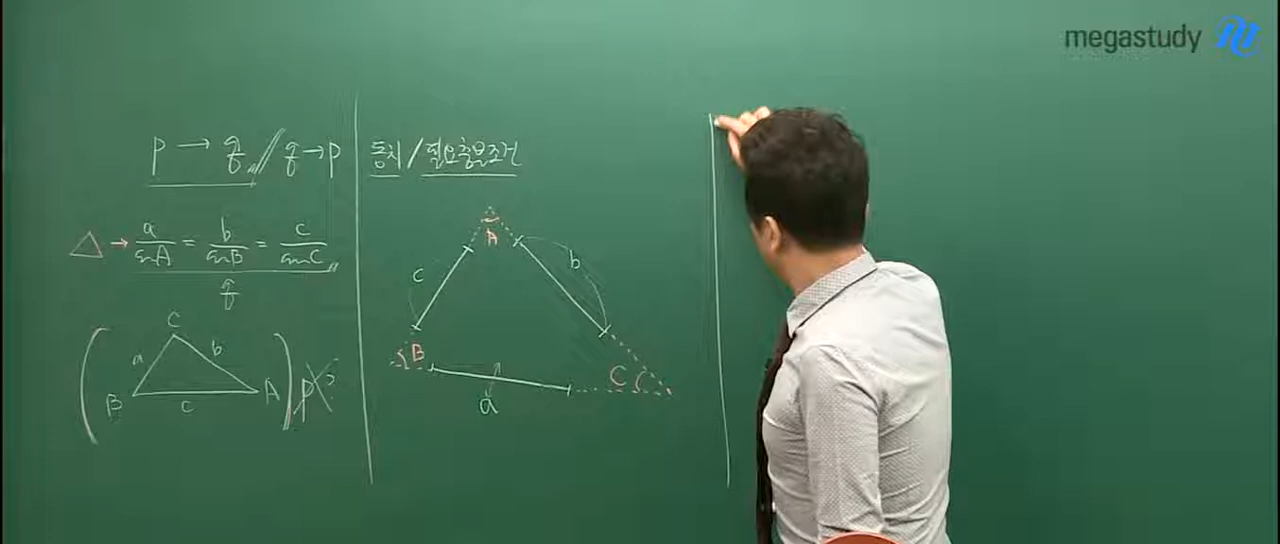 megastudy
p → q // q → p
동치 / 필요충분조건
△ → a/sinA = b/sinB = c/sinC
q
C
a b
B c A
p
A
c b
B
C
a